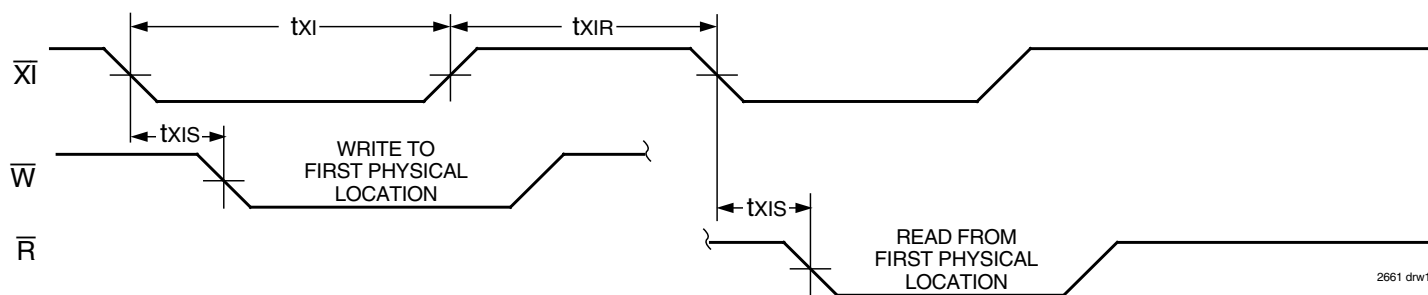 tXI
tXIR
XI
tXIS
W
WRITE TO
FIRST PHYSICAL
LOCATION
tXIS
R
READ FROM
FIRST PHYSICAL
LOCATION
2661 drw1